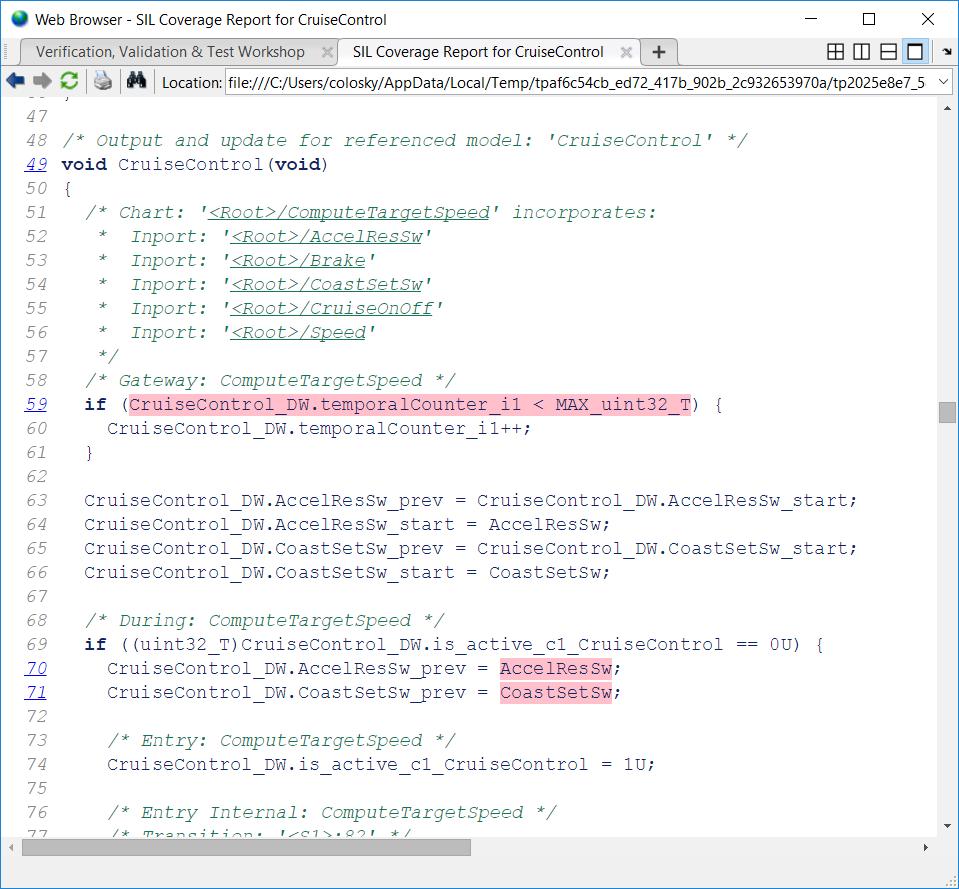 Web Browser - SIL Coverage Report for CruiseControl
Verification, Validation & Test Workshop
SIL Coverage Report for CruiseControl
Location: file:///C:/Users/colosky/AppData/Local/Temp/tpaf6c54cb_ed72_417b_902b_2c932653970a/tp2025e8e7_5
47
48 /* Output and update for referenced model: 'CruiseControl' */
49 void CruiseControl(void)
50 {
51 /* Chart: '<Root>/ComputeTargetSpeed' incorporates:
52 * Inport: '<Root>/AccelResSw'
53 * Inport: '<Root>/Brake'
54 * Inport: '<Root>/CoastSetSw'
55 * Inport: '<Root>/CruiseOnOff'
56 * Inport: '<Root>/Speed'
57 */
58 /* Gateway: ComputeTargetSpeed */
59 if (CruiseControl_DW.temporalCounter_i1 < MAX_uint32_T) {
60 CruiseControl_DW.temporalCounter_i1++;
61 }
62
63 CruiseControl_DW.AccelResSw_prev = CruiseControl_DW.AccelResSw_start;
64 CruiseControl_DW.AccelResSw_start = AccelResSw;
65 CruiseControl_DW.CoastSetSw_prev = CruiseControl_DW.CoastSetSw_start;
66 CruiseControl_DW.CoastSetSw_start = CoastSetSw;
67
68 /* During: ComputeTargetSpeed */
69 if ((uint32_T)CruiseControl_DW.is_active_c1_CruiseControl == 0U) {
70 CruiseControl_DW.AccelResSw_prev = AccelResSw;
71 CruiseControl_DW.CoastSetSw_prev = CoastSetSw;
72
73 /* Entry: ComputeTargetSpeed */
74 CruiseControl_DW.is_active_c1_CruiseControl = 1U;
75
76 /* Entry Internal: ComputeTargetSpeed */
77 /* Transition: '<S1>:82' */